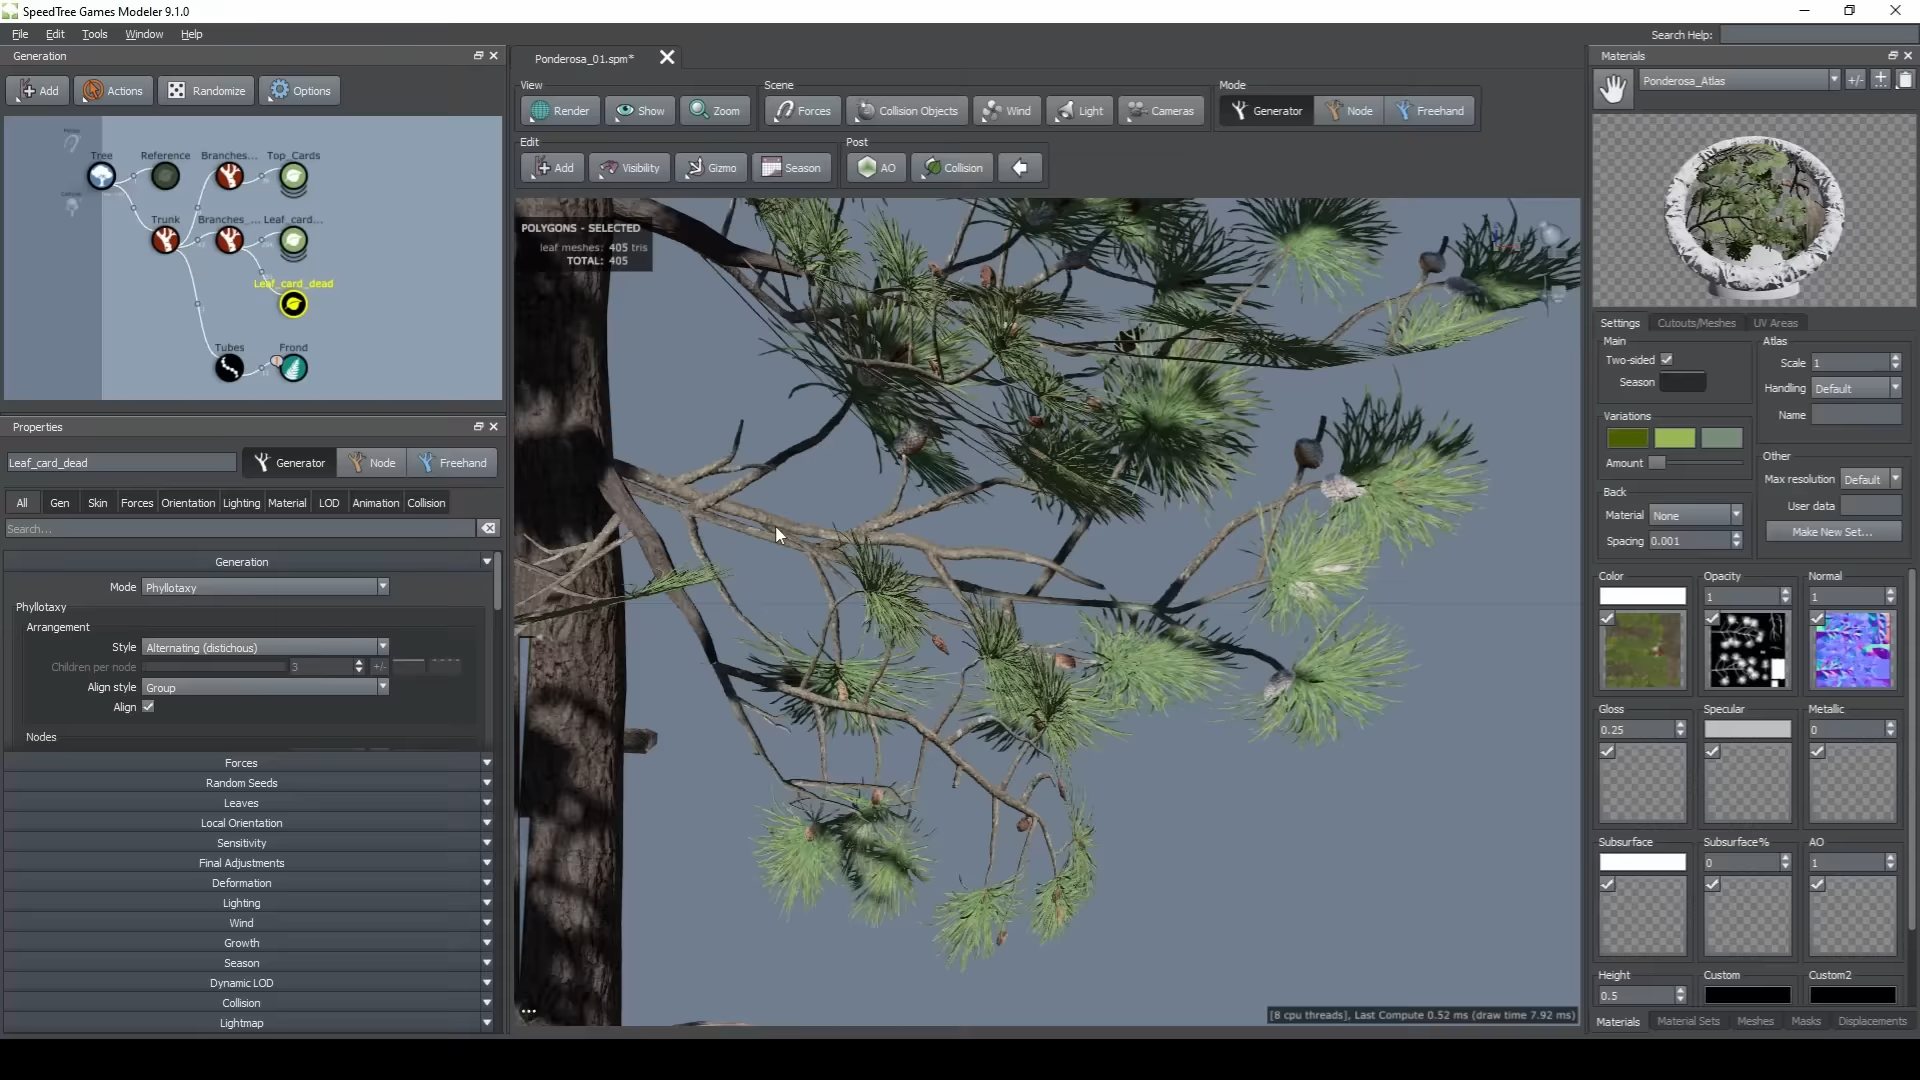 SpeedTree Games Modeler 9.1.0
File Edit Tools Window Help
Search Help:
Generation
Add Actions Randomize Options
Tree Reference Branches... Top_Cards
Trunk Branches_... Leaf_card...
Leaf_card_dead
Tubes Frond
Properties
Leaf_card_dead Generator Node Freehand
All Gen Skin Forces Orientation Lighting Material LOD Animation Collision
Search...
Generation
Mode Phyllotaxy
Phyllotaxy
Arrangement
Style Alternating (distichous)
Children per node 3 +/-
Align style Group
Align
Nodes
Forces
Random Seeds
Leaves
Local Orientation
Sensitivity
Final Adjustments
Deformation
Lighting
Wind
Growth
Season
Dynamic LOD
Collision
Lightmap
Ponderosa_01.spm*
View Scene Mode
Render Show Zoom Forces Collision Objects Wind Light Cameras Generator Node Freehand
Edit Post
Add Visibility Gizmo Season AO Collision
POLYGONS - SELECTED
leaf meshes: 405 tris
TOTAL: 405
...
[8 cpu threads], Last Compute 0.52 ms (draw time 7.92 ms)
Materials
Ponderosa_Atlas +/-
Settings Cutouts/Meshes UV Areas
Main Atlas
Two-sided Scale 1
Season Handling Default
Name
Variations
Amount
Other
Max resolution Default
Back
Material None User data
Spacing 0.001 Make New Set...
Color Opacity Normal
1 1
Gloss Specular Metallic
0.25 0
Subsurface Subsurface% AO
0 1
Height Custom Custom2
0.5
Materials Material Sets Meshes Masks Displacements